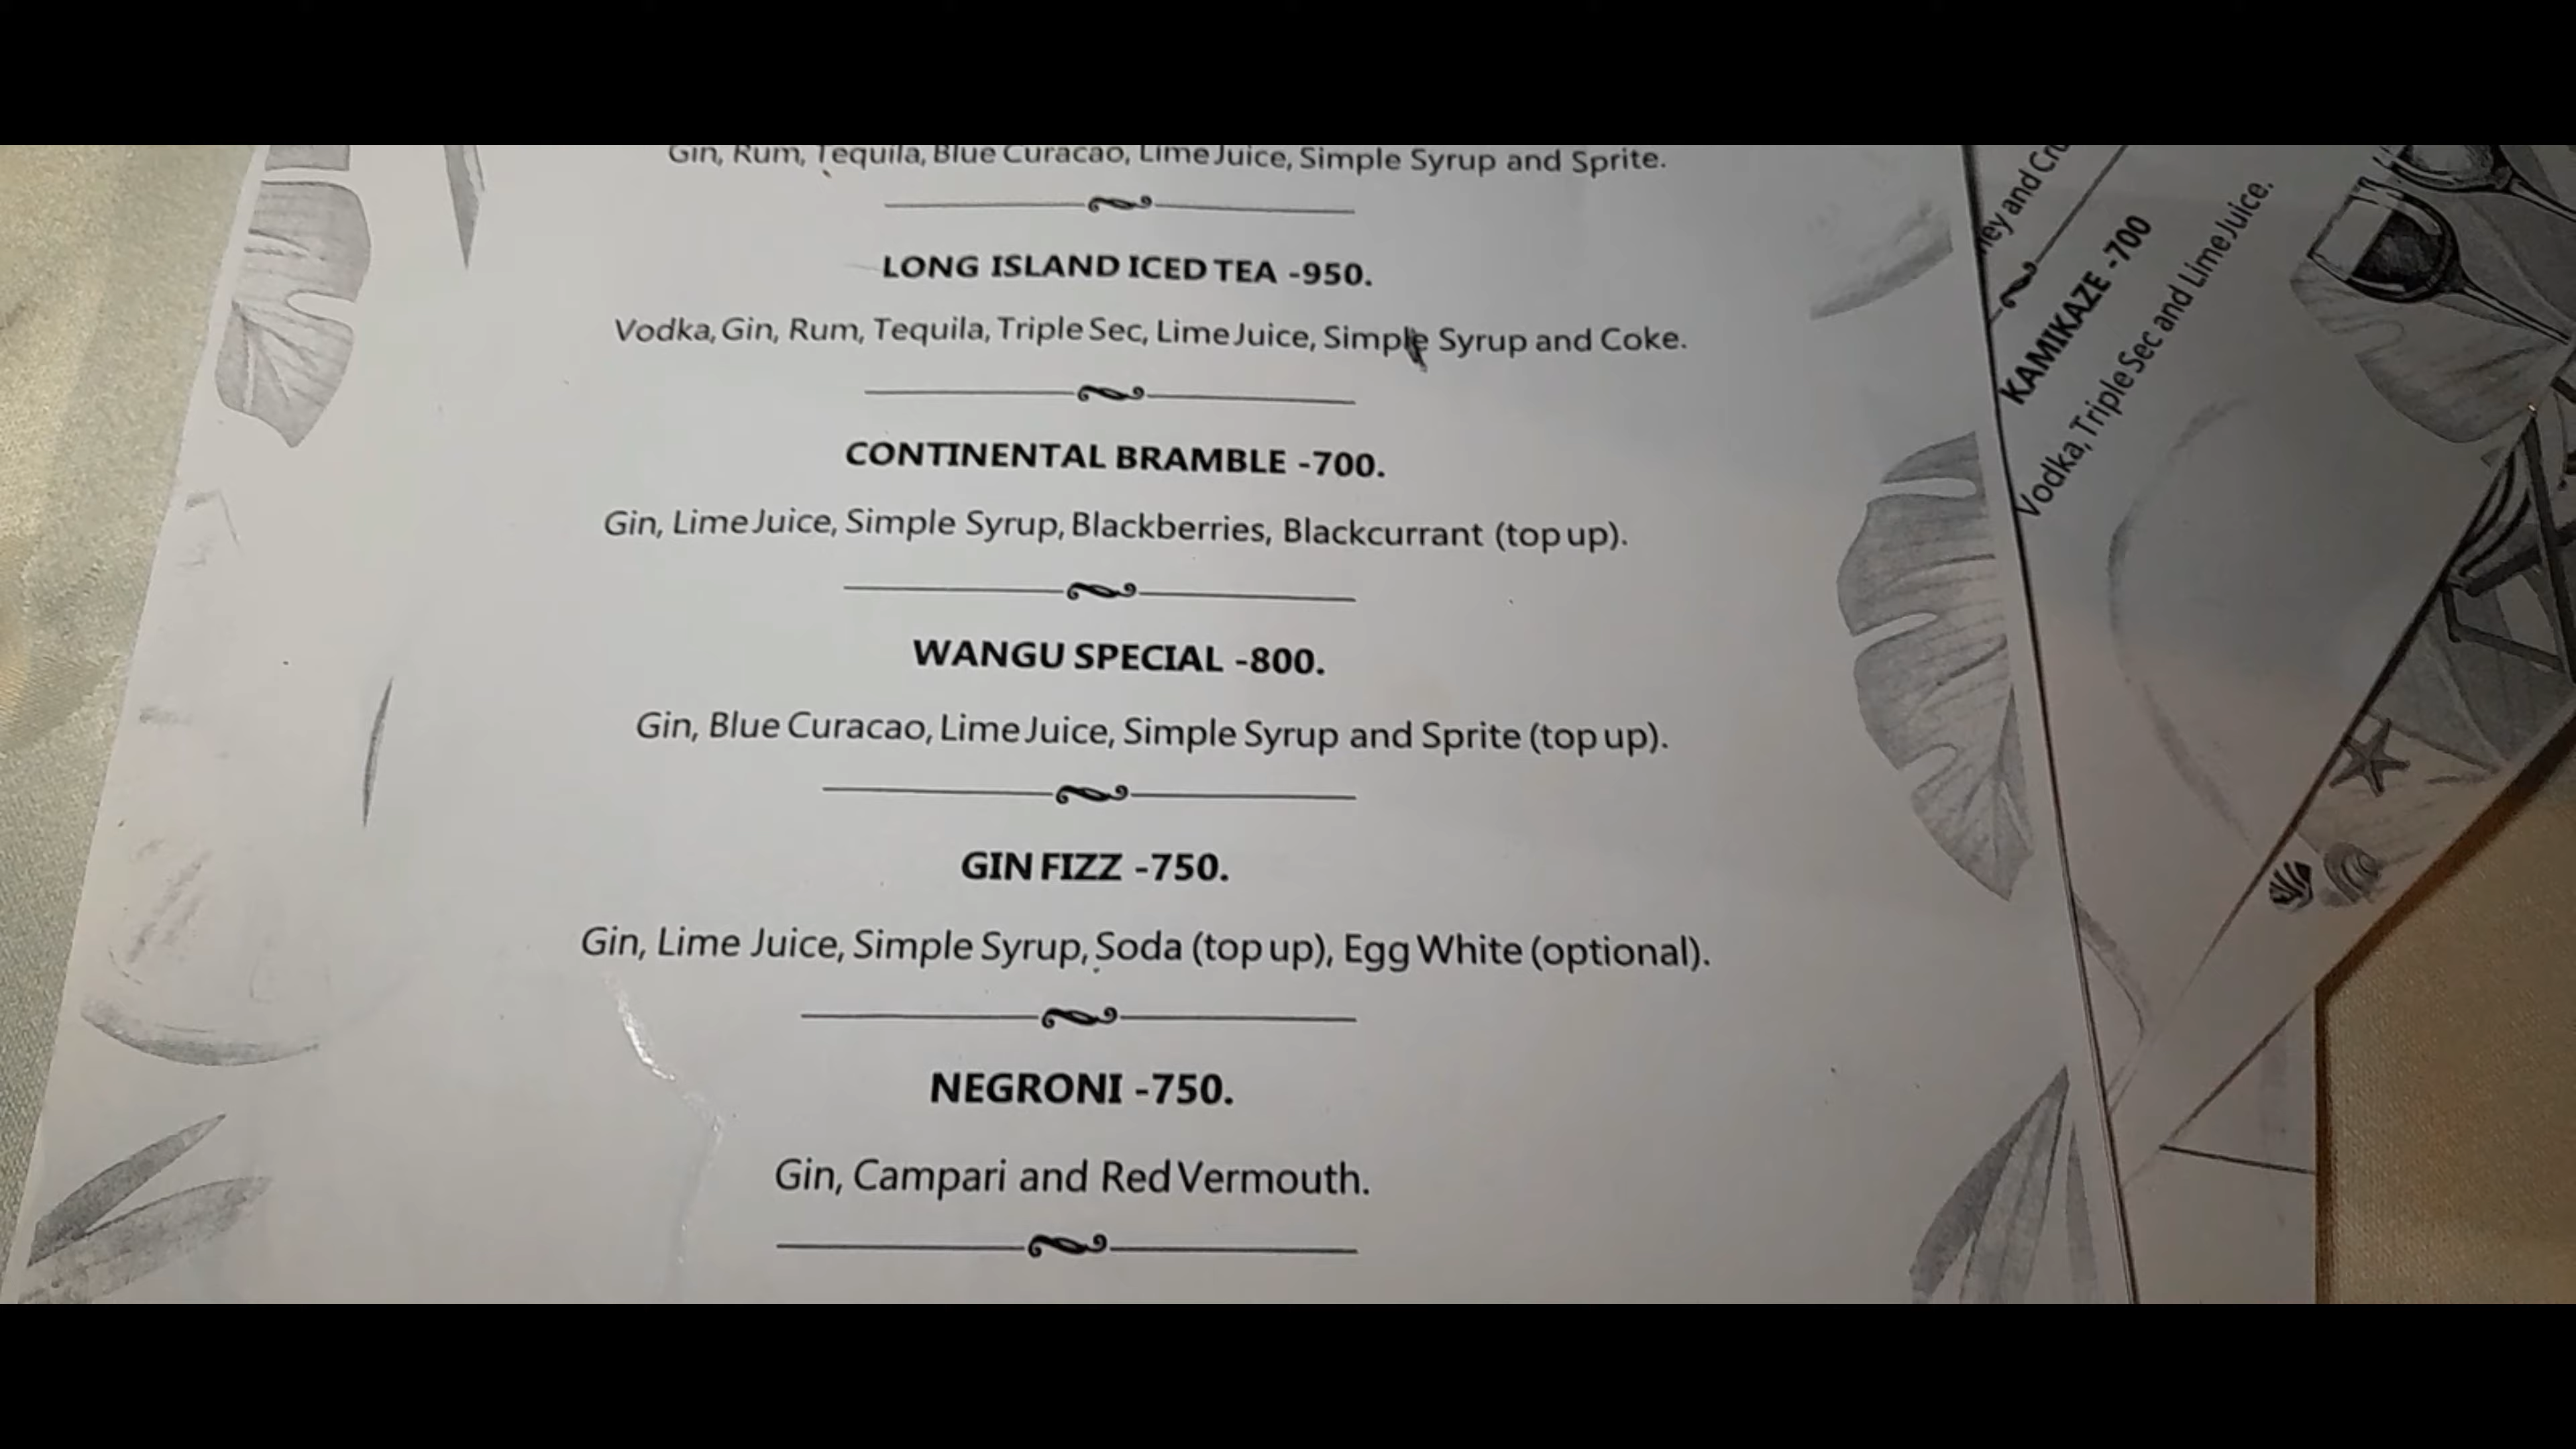 Gin, Rum, Tequila, Blue Curacao, Lime Juice, Simple Syrup and Sprite.
LONG ISLAND ICED TEA -950.
Vodka, Gin, Rum, Tequila, Triple Sec, Lime Juice, Simple Syrup and Coke.
CONTINENTAL BRAMBLE -700.
Gin, Lime Juice, Simple Syrup, Blackberries, Blackcurrant (top up).
WANGU SPECIAL -800.
Gin, Blue Curacao, Lime Juice, Simple Syrup and Sprite (top up).
GIN FIZZ -750.
Gin, Lime Juice, Simple Syrup, Soda (top up), Egg White (optional).
NEGRONI -750.
Gin, Campari and Red Vermouth.
and
KAMIKAZE -700
Vodka, Triple Sec and Lime Juice.